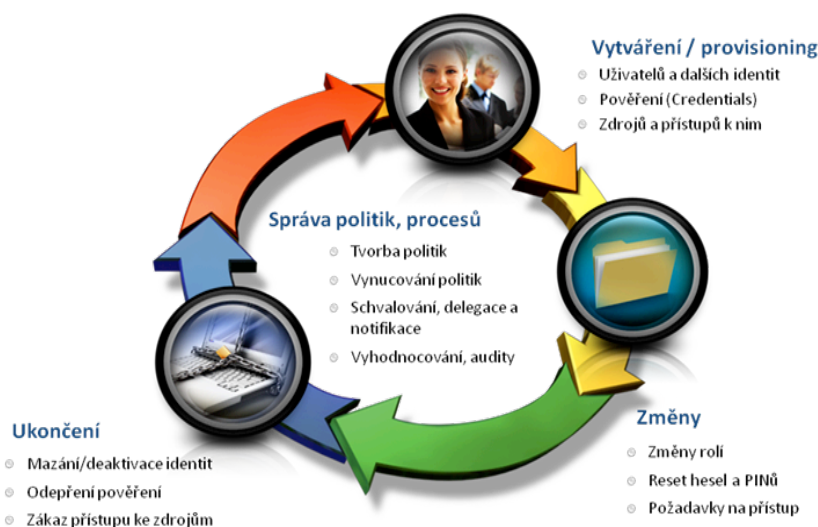 Vytváření / provisioning
Uživatelů a dalších identit
Pověření (Credentials)
Zdrojů a přístupů k nim
Správa politik, procesů
Tvorba politik
Vynucování politik
Schvalování, delegace a
notifikace
Vyhodnocování, audity
Změny
Změny rolí
Reset hesel a PINů
Požadavky na přístup
Ukončení
Mazání/deaktivace identit
Odepření pověření
Zákaz přístupu ke zdrojům